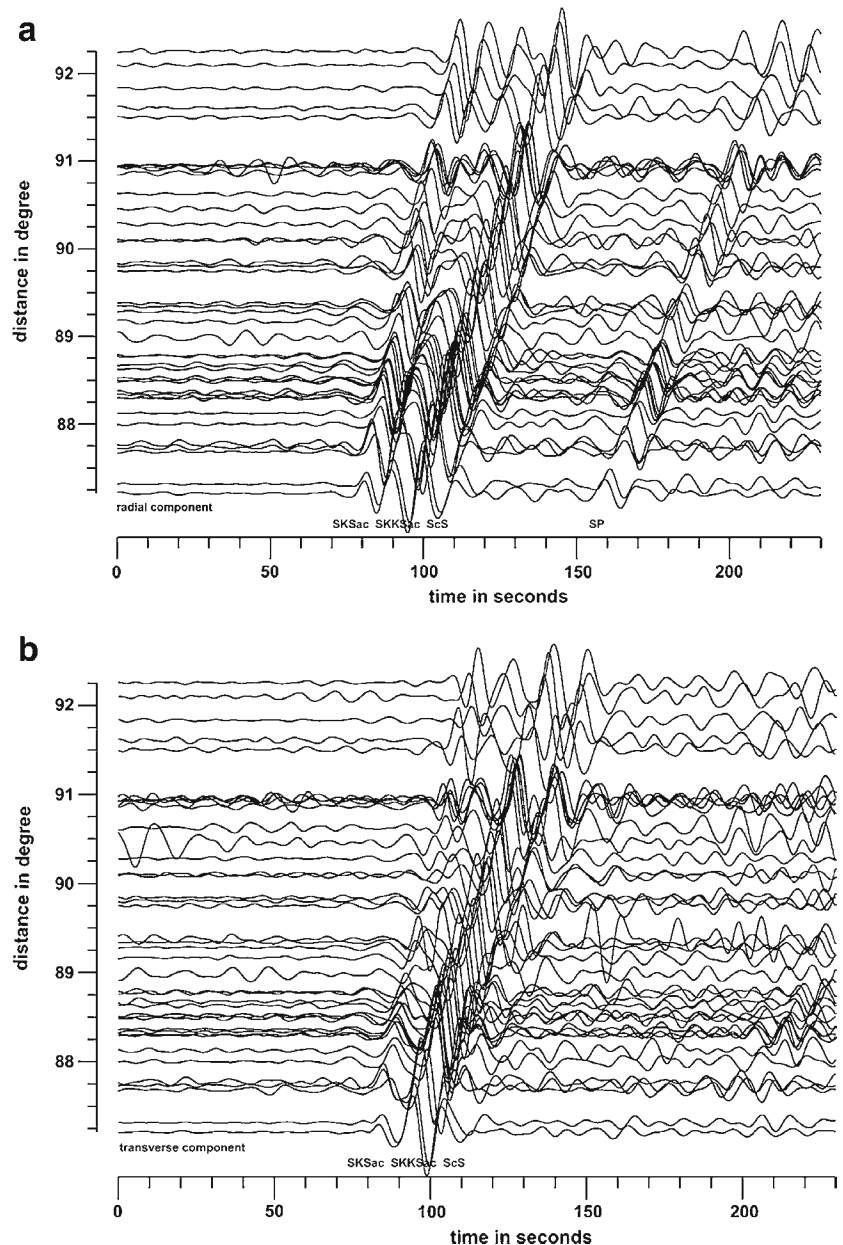 a
92
91
90
89
88
distance in degree
radial component
SKSac SKKSac ScS SP
0 50 100 150 200
time in seconds
b
92
91
90
89
88
distance in degree
transverse component
SKSac SKKSac ScS
0 50 100 150 200
time in seconds